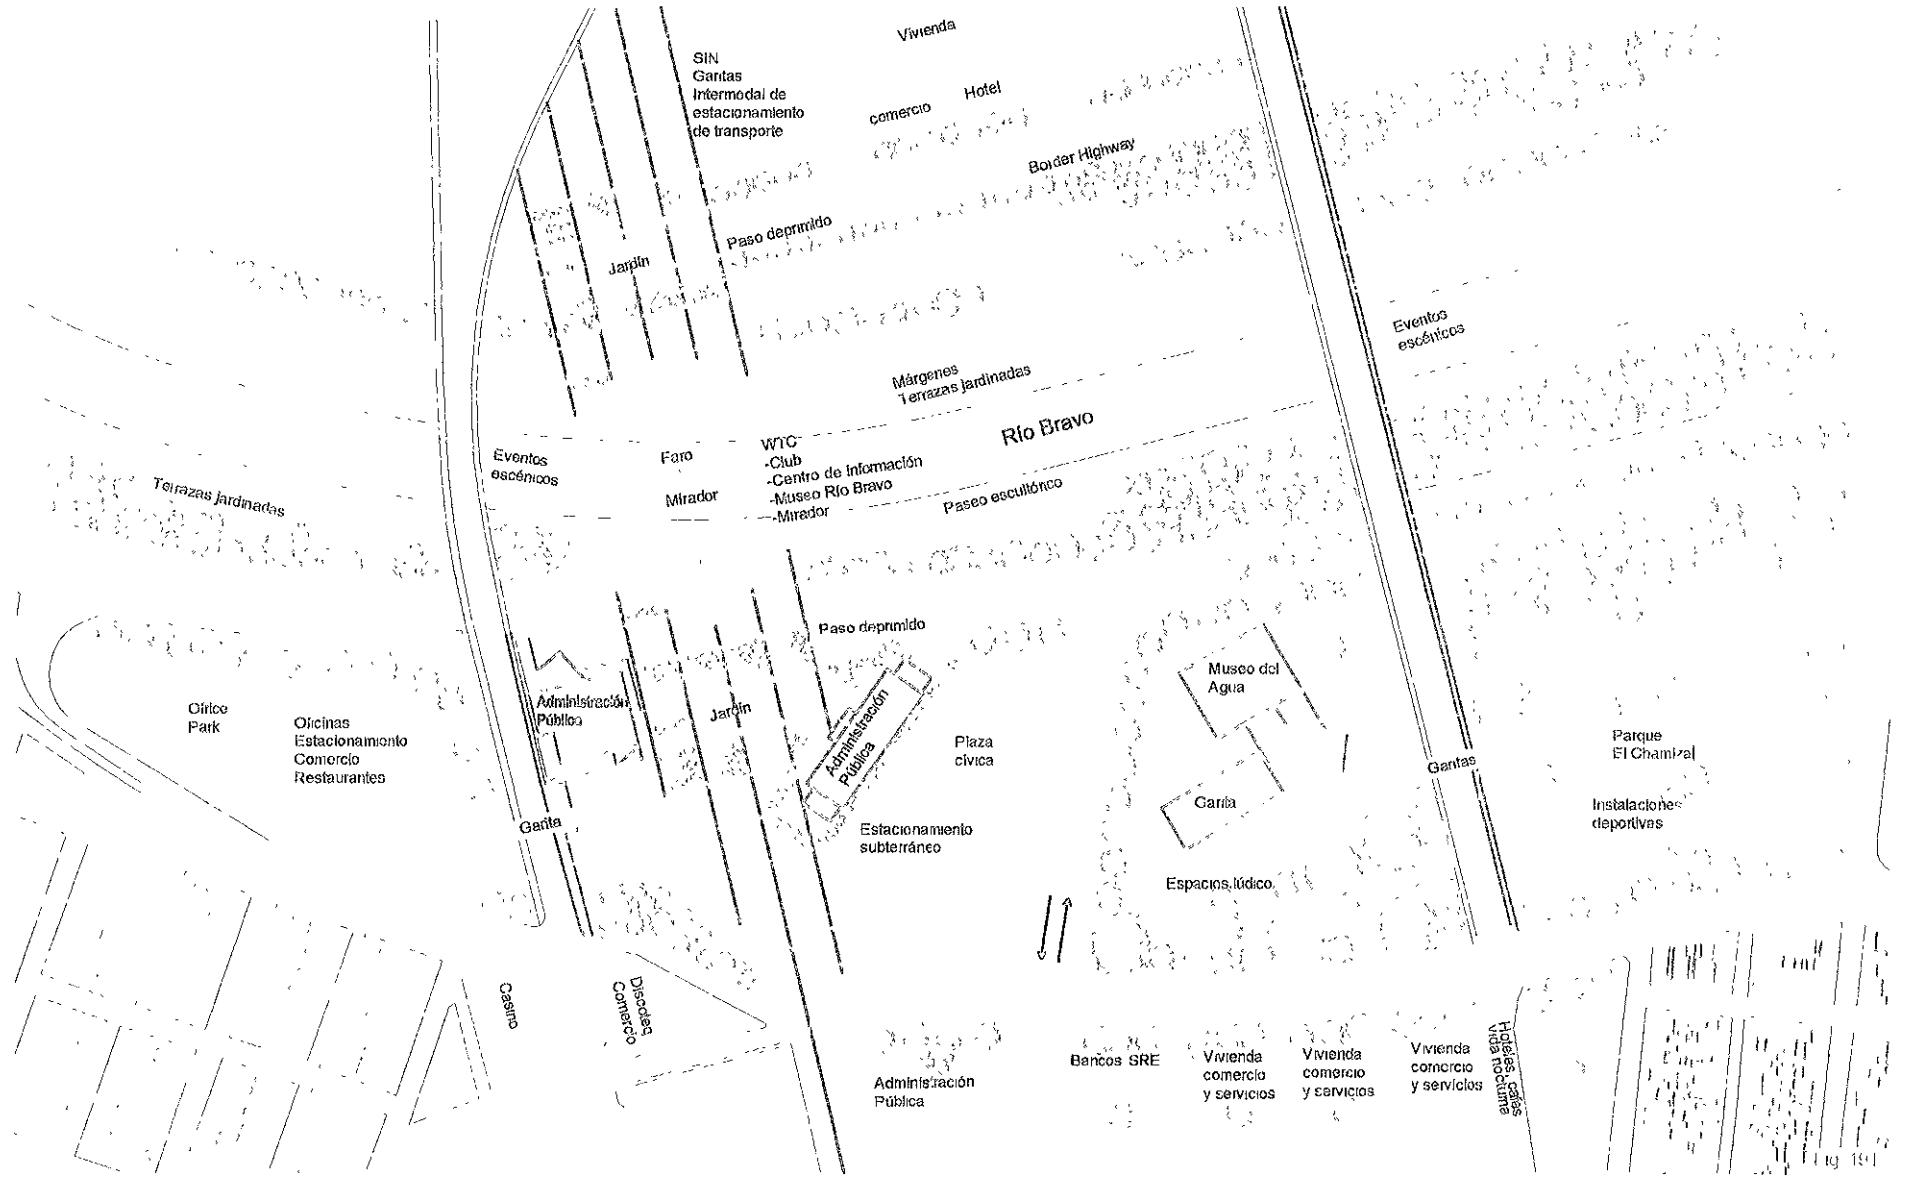 Vivienda
SIN
Garitas
Intermodal de
estacionamiento
de transporte
Hotel
comercio
Border Highway
Paso deprimido
Jardín
Eventos
escénicos
Márgenes
Terrazas jardinadas
Río Bravo
Eventos
escénicos
Faro
Mirador
WTC
-Club
-Centro de Información
-Museo Río Bravo
-Mirador
Paseo escultórico
Terrazas jardinadas
Paso deprimido
Museo del
Agua
Office
Park
Oficinas
Estacionamiento
Comercio
Restaurantes
Administración
Público
Jardín
Administración
Pública
Plaza
cívica
Parque
El Chamizal
Garitas
Garita
Instalaciones
deportivas
Garita
Estacionamiento
subterráneo
Espacios lúdico
Casino
Discoteq
Comercio
Administración
Pública
Bancos SRE
Vivienda
comercio
y servicios
Vivienda
comercio
y servicios
Vivienda
comercio
y servicios
Hoteles cafés
vida nocturna